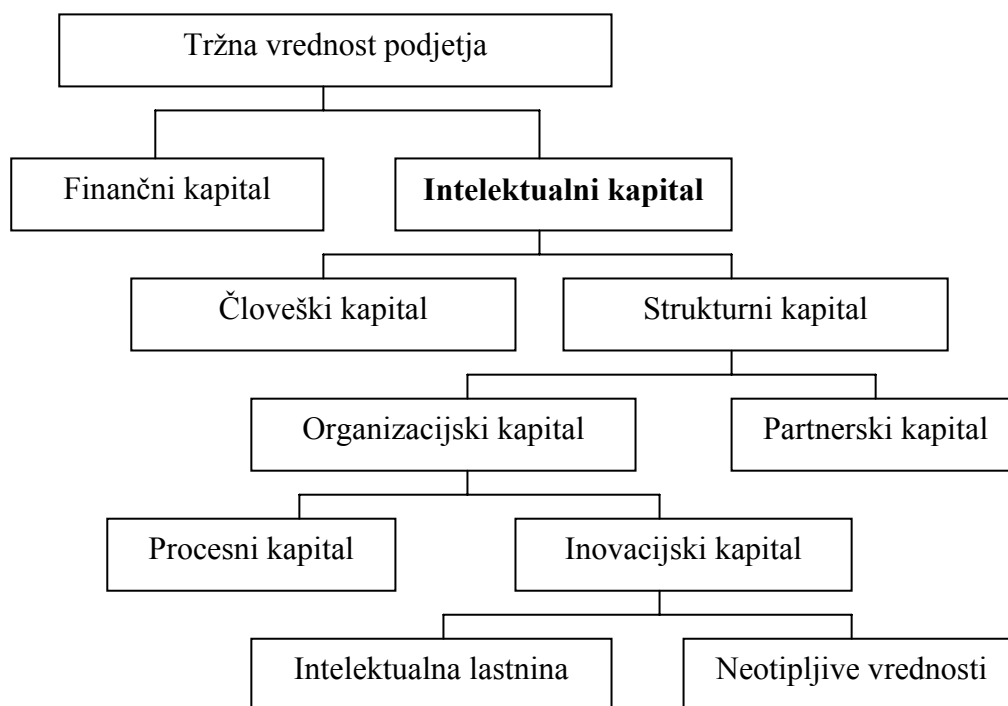 Tržna vrednost podjetja
Finančni kapital
Intelektualni kapital
Človeški kapital
Strukturni kapital
Organizacijski kapital
Partnerski kapital
Procesni kapital
Inovacijski kapital
Intelektualna lastnina
Neotipljive vrednosti